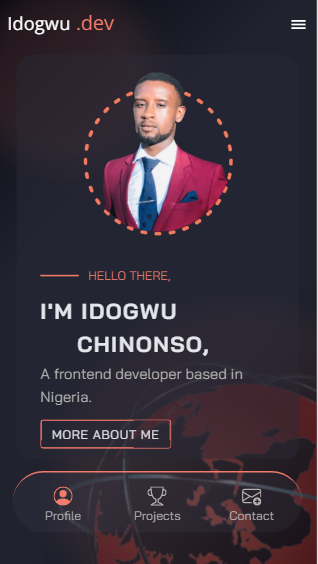 Idogwu .dev
HELLO THERE,
I'M IDOGWU
CHINONSO,
A frontend developer based in
Nigeria.
MORE ABOUT ME
Profile Projects Contact